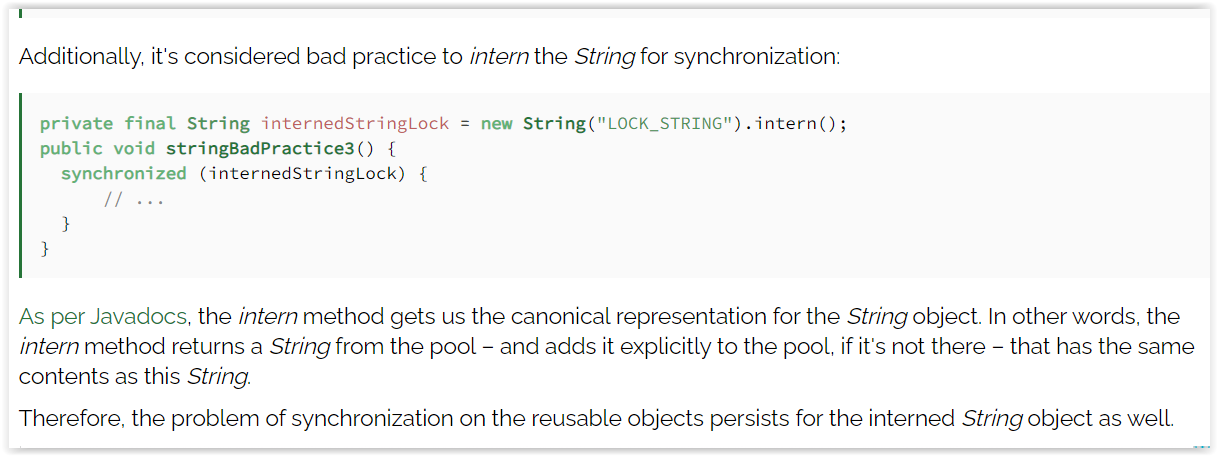 Additionally, it's considered bad practice to intern the String for synchronization:
private final String internedStringLock = new String("LOCK_STRING").intern();
public void stringBadPractice3() {
  synchronized (internedStringLock) {
      // ...
  }
}
As per Javadocs, the intern method gets us the canonical representation for the String object. In other words, the
intern method returns a String from the pool – and adds it explicitly to the pool, if it's not there – that has the same
contents as this String.
Therefore, the problem of synchronization on the reusable objects persists for the interned String object as well.